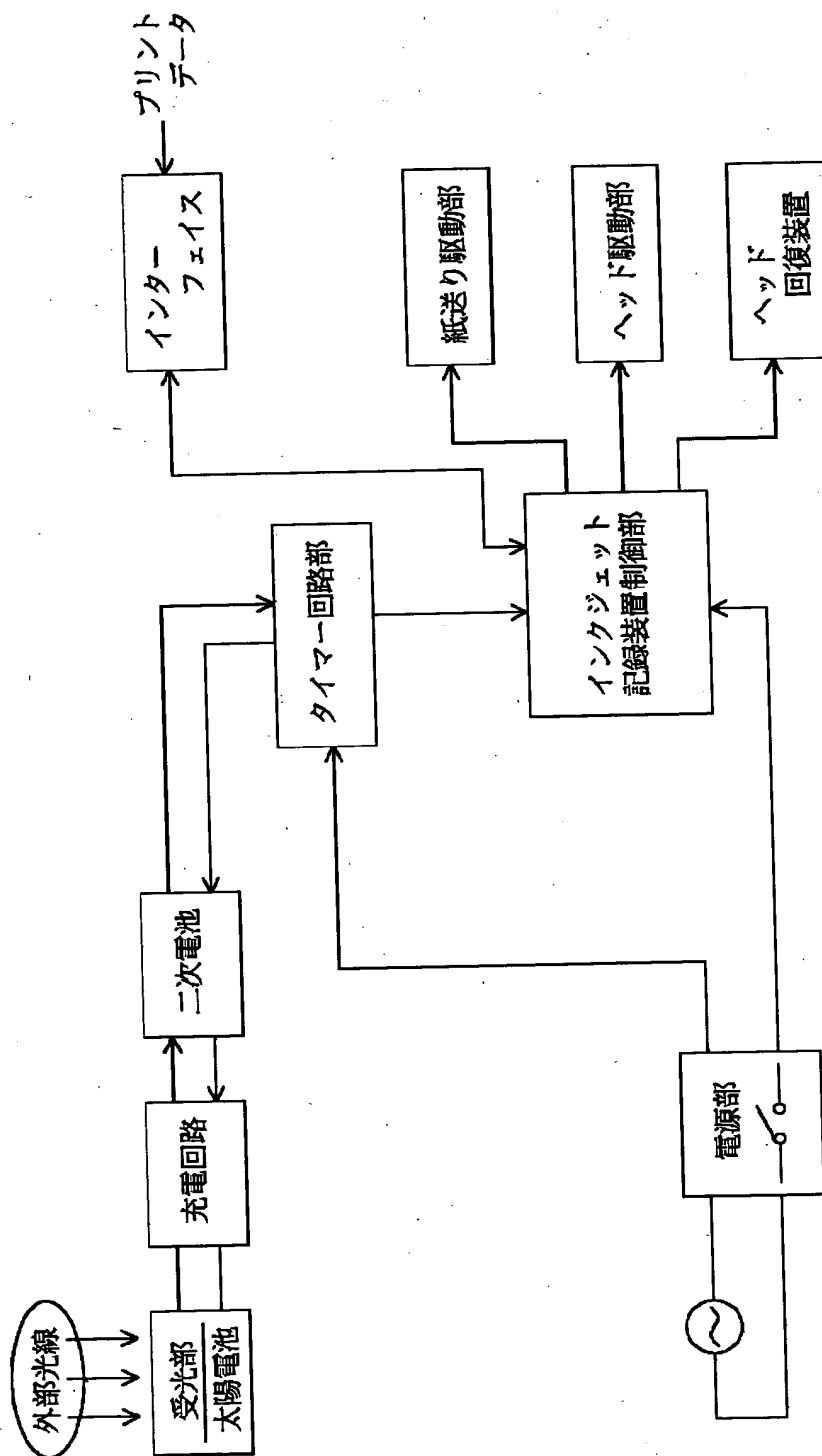 外部光線
受光部
太陽電池
充電回路
二次電池
タイマー回路部
インター
フェイス
プリント
データ
電源部
インクジェット
記録装置制御部
紙送り駆動部
ヘッド駆動部
ヘッド
回復装置